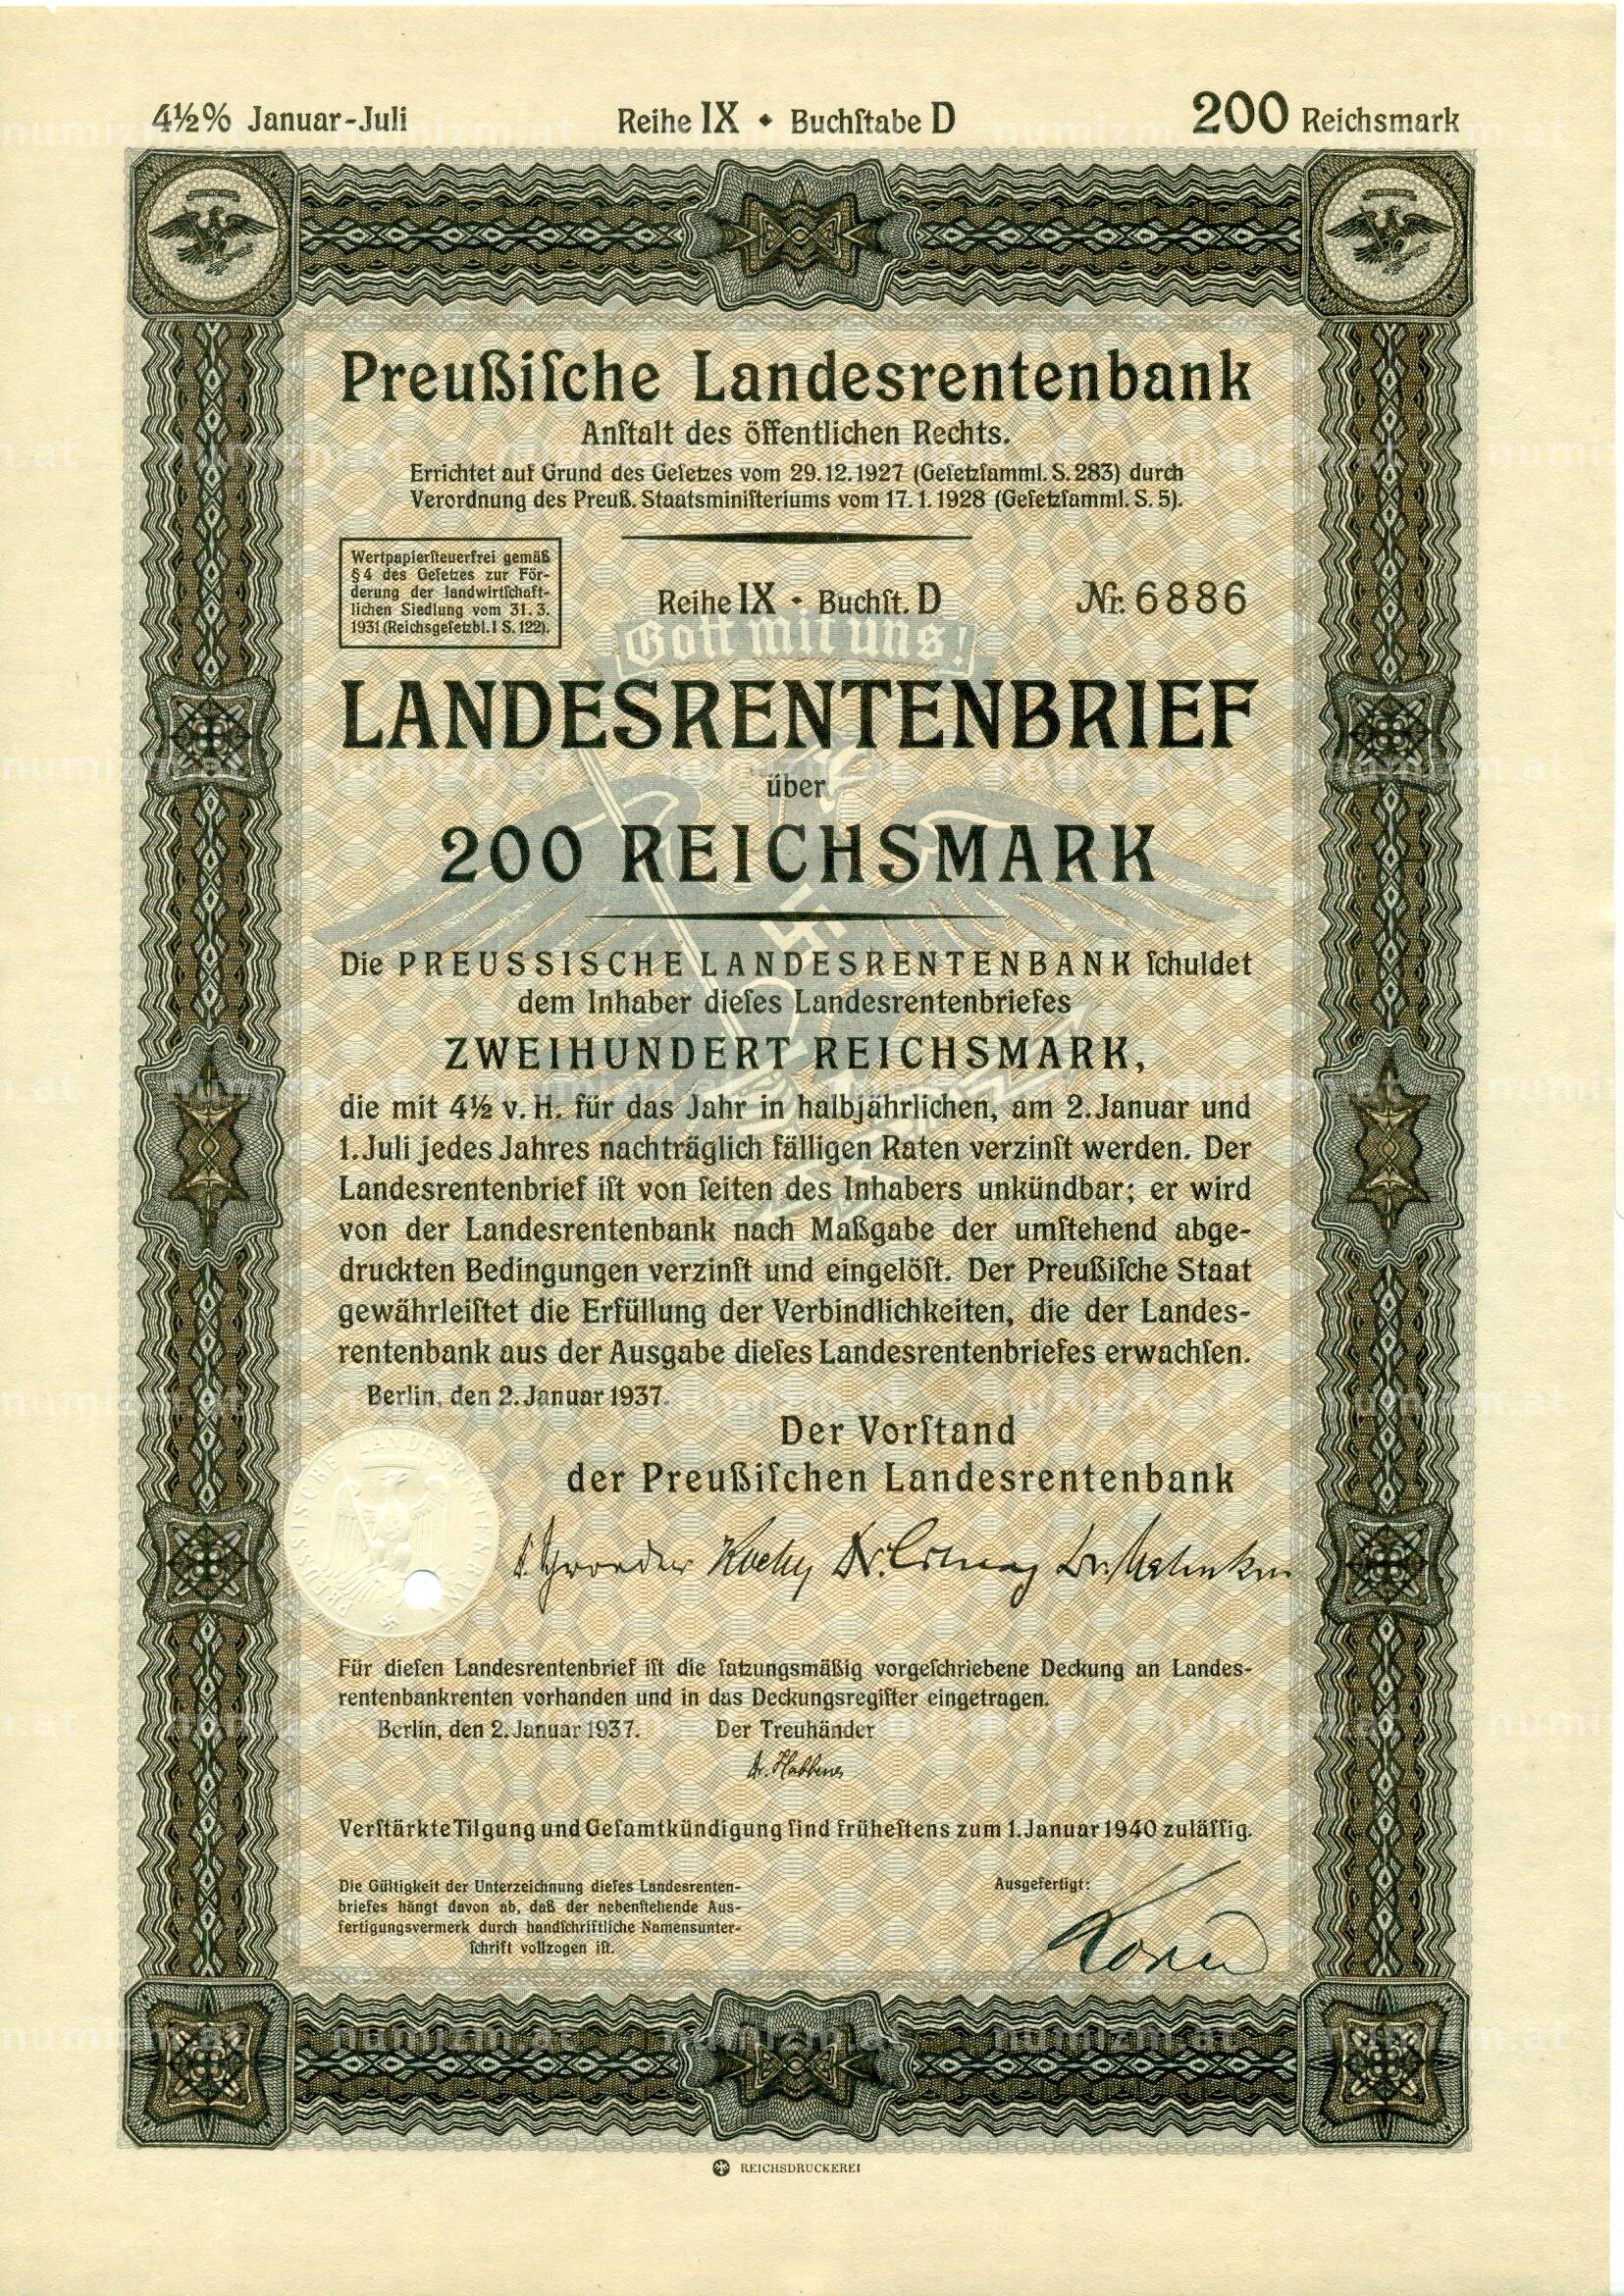 4½% Januar-Juli
Reihe IX • Buchſtabe D
200 Reichsmark
Preußiſche Landesrentenbank
Anſtalt des öffentlichen Rechts.
Errichtet auf Grund des Geſetzes vom 29.12.1927 (Geſetzſamml. S. 283) durch
Verordnung des Preuß. Staatsminiſteriums vom 17.1.1928 (Geſetzſamml. S. 5).
Wertpapierſteuerfrei gemäß
§ 4 des Geſetzes zur För-
derung der landwirtſchaft-
lichen Siedlung vom 31. 3.
1931 (Reichsgeſetzbl. I S. 122).
Reihe IX - Buchſt. D
Nr. 6886
Gott mit uns!
LANDESRENTENBRIEF
über
200 REICHSMARK
Die PREUSSISCHE LANDESRENTENBANK ſchuldet
dem Inhaber dieſes Landesrentenbriefes
ZWEIHUNDERT REICHSMARK,
die mit 4½ v. H. für das Jahr in halbjährlichen, am 2. Januar und
1. Juli jedes Jahres nachträglich fälligen Raten verzinſt werden. Der
Landesrentenbrief iſt von ſeiten des Inhabers unkündbar; er wird
von der Landesrentenbank nach Maßgabe der umſtehend abge-
druckten Bedingungen verzinſt und eingelöſt. Der Preußiſche Staat
gewährleiſtet die Erfüllung der Verbindlichkeiten, die der Landes-
rentenbank aus der Ausgabe dieſes Landesrentenbriefes erwachſen.
Berlin, den 2. Januar 1937.
Der Vorſtand
der Preußiſchen Landesrentenbank
PREUSSISCHE LANDESRENTENBANK
Für dieſen Landesrentenbrief iſt die ſatzungsmäßig vorgeſchriebene Deckung an Landes-
rentenbankrenten vorhanden und in das Deckungsregiſter eingetragen.
Berlin, den 2. Januar 1937.
Der Treuhänder
Verſtärkte Tilgung und Geſamtkündigung ſind früheſtens zum 1. Januar 1940 zuläſſig.
Die Gültigkeit der Unterzeichnung dieſes Landesrenten-
briefes hängt davon ab, daß der nebenſtehende Aus-
fertigungsvermerk durch handſchriftliche Namensunter-
ſchrift vollzogen iſt.
Ausgefertigt:
REICHSDRUCKEREI
numizm.at